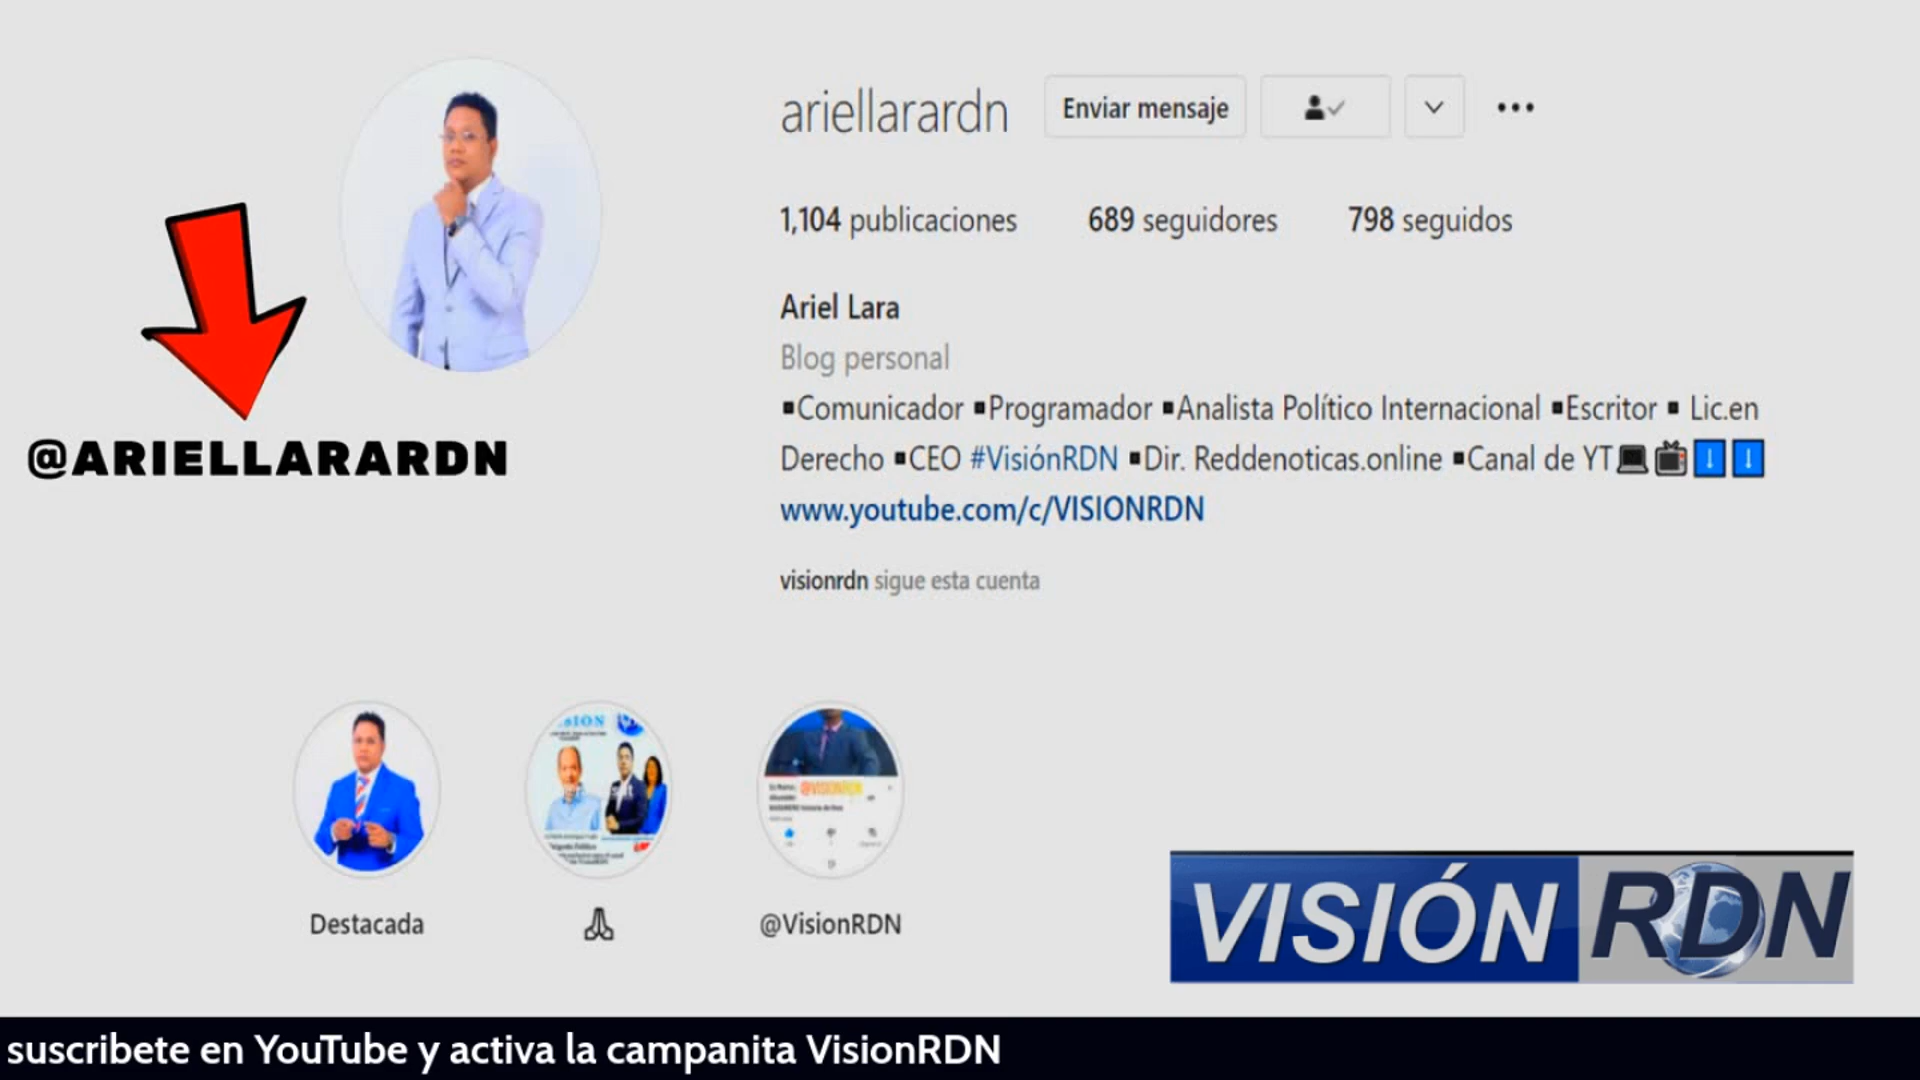 ariellarardn
Enviar mensaje
1,104 publicaciones 689 seguidores 798 seguidos
Ariel Lara
Blog personal
▪Comunicador ▪Programador ▪Analista Político Internacional ▪Escritor ▪ Lic.en
Derecho ▪CEO #VisiónRDN ▪Dir. Reddenoticas.online ▪Canal de YT💻📺⬇️⬇️
www.youtube.com/c/VISIONRDN
visionrdn sigue esta cuenta
@ARIELLARARDN
@VISIONRDN
Destacada 🙏 @VisionRDN
VISIÓN RDN
suscribete en YouTube y activa la campanita VisionRDN